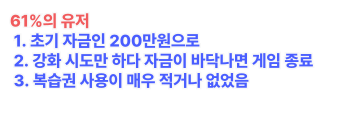 61%의 유저
1. 초기 자금인 200만원으로
2. 강화 시도만 하다 자금이 바닥나면 게임 종료
3. 복습권 사용이 매우 적거나 없었음